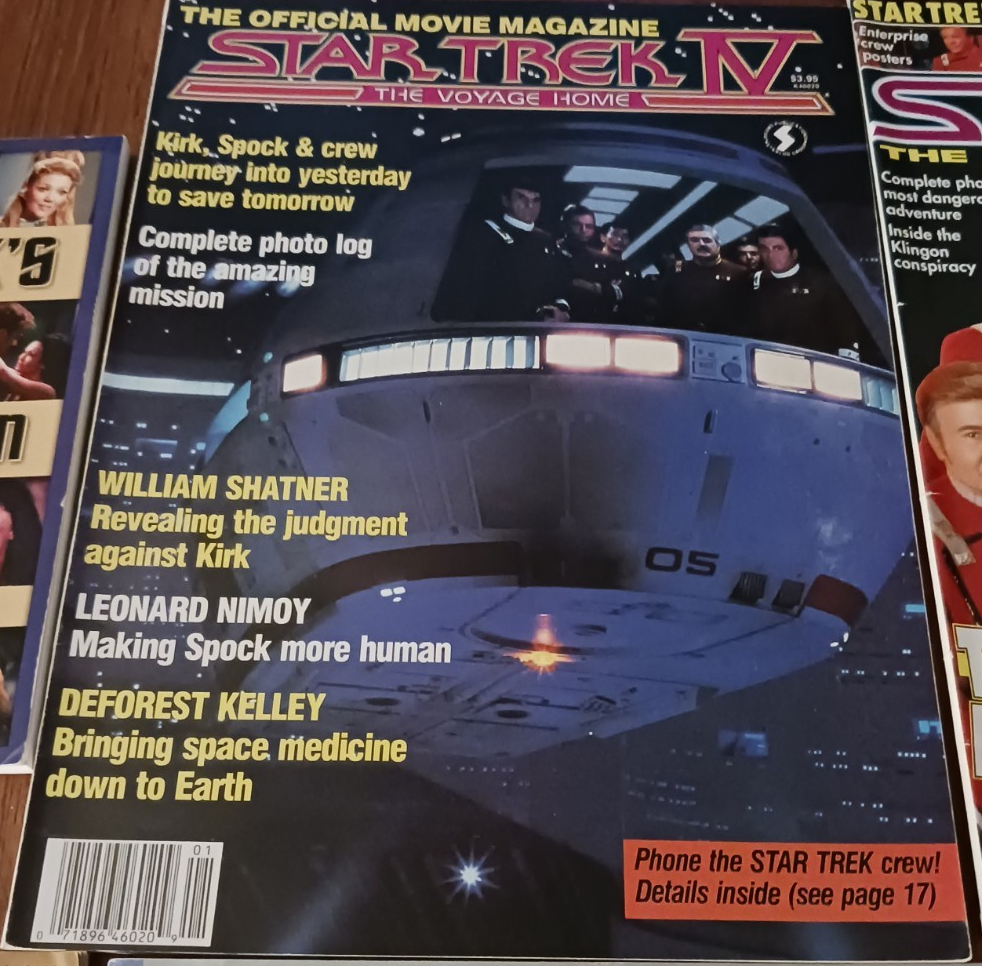 THE OFFICIAL MOVIE MAGAZINE
STAR TREK IV
THE VOYAGE HOME
$3.95
Kirk, Spock & crew
journey into yesterday
to save tomorrow
Complete photo log
of the amazing
mission
WILLIAM SHATNER
Revealing the judgment
against Kirk
LEONARD NIMOY
Making Spock more human
DEFOREST KELLEY
Bringing space medicine
down to Earth
05
Phone the STAR TREK crew!
Details inside (see page 17)
01
0 71896 46020 9
K'S
STAR TRE
Enterprise
crew
posters
S
THE
Complete pho
most dangero
adventure
Inside the
Klingon
conspiracy